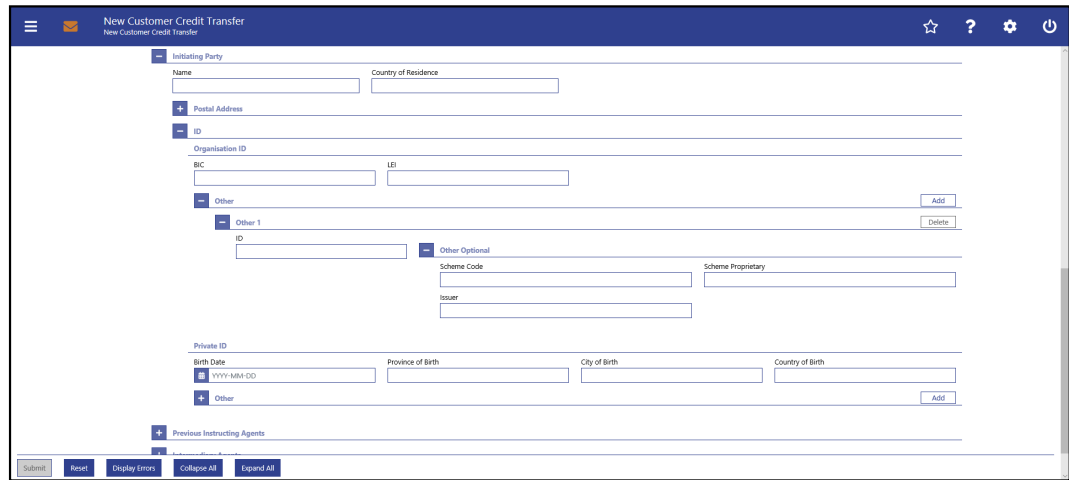 New Customer Credit Transfer
New Customer Credit Transfer
?
Initiating Party
Name Country of Residence
Postal Address
ID
Organisation ID
BIC LEI
Other Add
Other 1 Delete
ID
Other Optional
Scheme Code Scheme Proprietary
Issuer
Private ID
Birth Date Province of Birth City of Birth Country of Birth
YYYY-MM-DD
Other Add
Previous Instructing Agents
Submit Reset Display Errors Collapse All Expand All